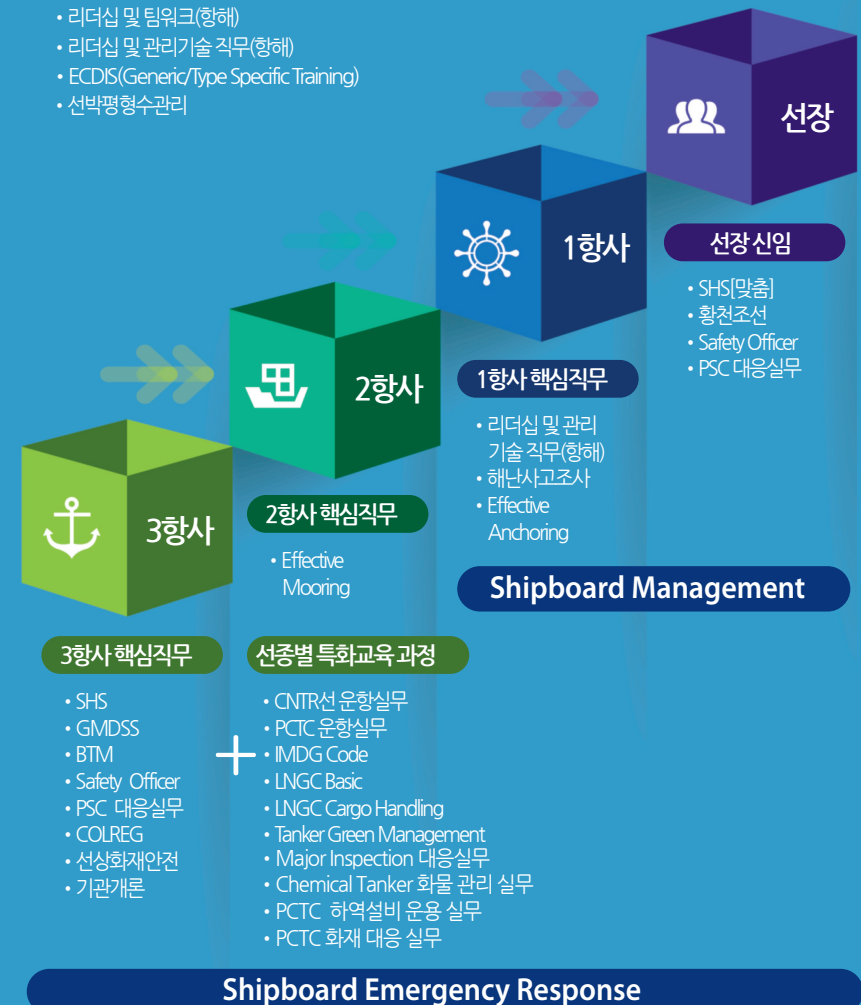 • 리더십 및 팀워크(항해)
• 리더십 및 관리기술 직무(항해)
• ECDIS(Generic/Type Specific Training)
• 선박평형수관리
선장
1항사
선장 신임
• SHS[맞춤]
• 황천조선
• Safety Officer
• PSC 대응실무
2항사
1항사 핵심직무
• 리더십 및 관리
기술 직무(항해)
• 해난사고조사
• Effective
Anchoring
3항사
2항사 핵심직무
• Effective
Mooring
Shipboard Management
3항사 핵심직무
• SHS
• GMDSS
• BTM
• Safety Officer
• PSC 대응실무
• COLREG
• 선상화재안전
• 기관개론
+
선종별 특화교육 과정
• CNTR선 운항실무
• PCTC 운항실무
• IMDG Code
• LNGC Basic
• LNGC Cargo Handling
• Tanker Green Management
• Major Inspection 대응실무
• Chemical Tanker 화물 관리 실무
• PCTC 하역설비 운용 실무
• PCTC 화재 대응 실무
Shipboard Emergency Response